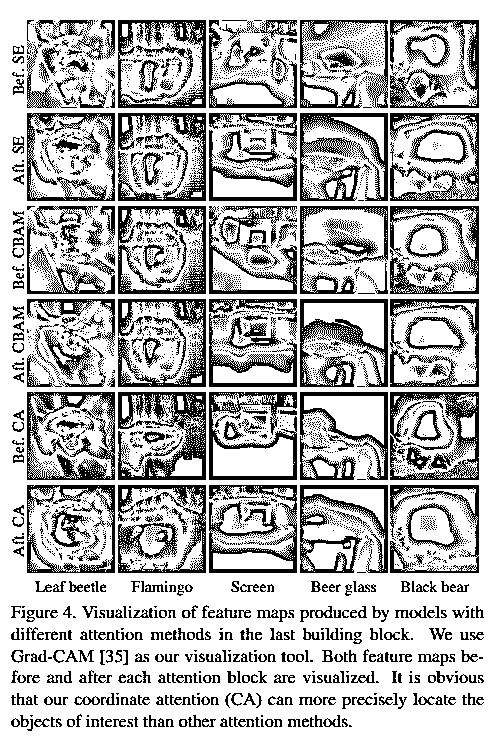 Bef. SE
Aft. SE
Bef. CBAM
Aft. CBAM
Bef. CA
Aft. CA
Leaf beetle Flamingo Screen Beer glass Black bear
Figure 4. Visualization of feature maps produced by models with
different attention methods in the last building block. We use
Grad-CAM [35] as our visualization tool. Both feature maps be-
fore and after each attention block are visualized. It is obvious
that our coordinate attention (CA) can more precisely locate the
objects of interest than other attention methods.